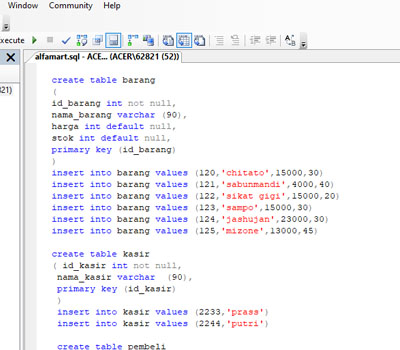 Window Community Help
xecute
alfamart.sql - ACE... (ACER\62821 (52))
321)
create table barang
(
id_barang int not null,
nama_barang varchar (90),
harga int default null,
stok int default null,
primary key (id_barang)
)
insert into barang values (120,'chitato',15000,30)
insert into barang values (121,'sabunmandi',4000,40)
insert into barang values (122,'sikat gigi',15000,20)
insert into barang values (123,'sampo',15000,30)
insert into barang values (124,'jashujan',23000,30)
insert into barang values (125,'mizone',13000,45)
create table kasir
( id_kasir int not null,
nama_kasir varchar (90),
primary key (id_kasir)
)
insert into kasir values (2233,'prass')
insert into kasir values (2244,'putri')
create table pembeli